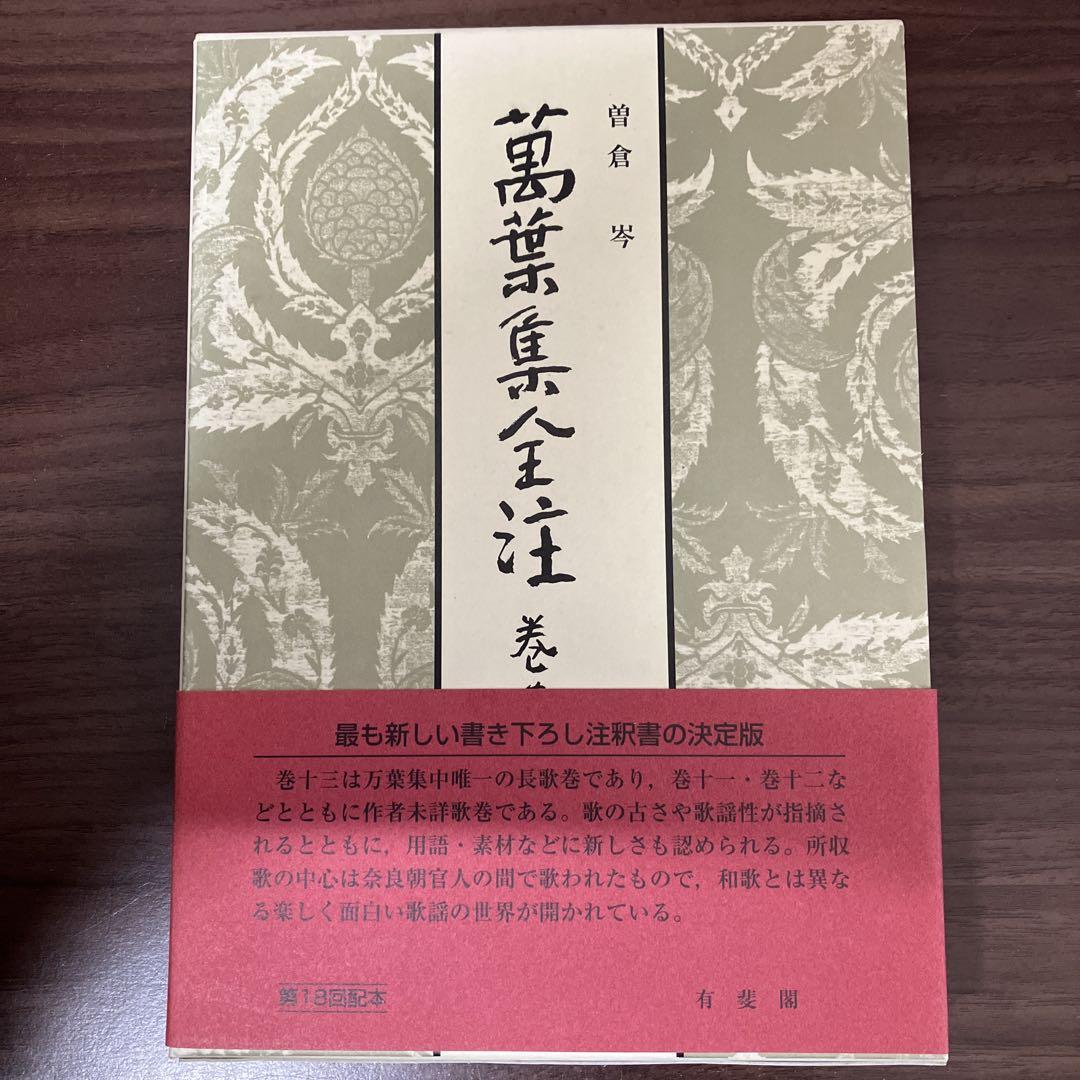 曽倉 岑
萬葉集全注 巻
最も新しい書き下ろし注釈書の決定版
巻十三は万葉集中唯一の長歌巻であり，巻十一・巻十二な
どとともに作者未詳歌巻である。歌の古さや歌謡性が指摘さ
れるとともに，用語・素材などに新しさも認められる。所収
歌の中心は奈良朝官人の間で歌われたもので，和歌とは異な
る楽しく面白い歌謡の世界が開かれている。
第18回配本
有斐閣